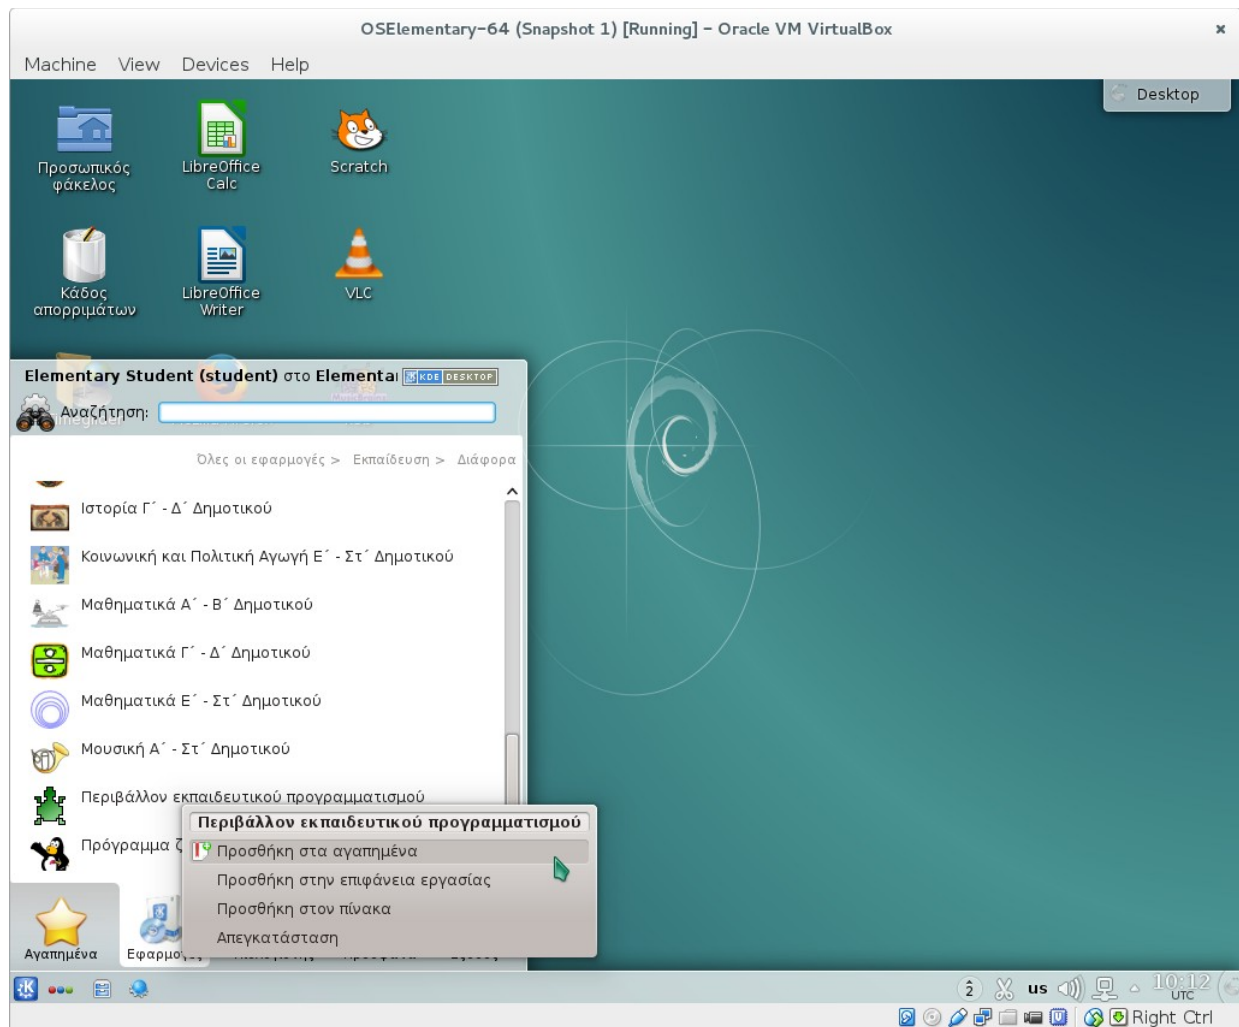 OSElementary-64 (Snapshot 1) [Running] - Oracle VM VirtualBox
Machine View Devices Help
Desktop
Προσωπικός
φάκελος
LibreOffice
Calc
Scratch
Κάδος
απορριμάτων
LibreOffice
Writer
VLC
Elementary Student (student) στο Elementa
KDE DESKTOP
Αναζήτηση:
Όλες οι εφαρμογές > Εκπαίδευση > Διάφορα
Ιστορία Γ΄ - Δ΄ Δημοτικού
Κοινωνική και Πολιτική Αγωγή Ε΄ - Στ΄ Δημοτικού
Μαθηματικά Α΄ - Β΄ Δημοτικού
Μαθηματικά Γ΄ - Δ΄ Δημοτικού
Μαθηματικά Ε΄ - Στ΄ Δημοτικού
Μουσική Α΄ - Στ΄ Δημοτικού
Περιβάλλον εκπαιδευτικού προγραμματισμού
Πρόγραμμα
Περιβάλλον εκπαιδευτικού προγραμματισμού
Προσθήκη στα αγαπημένα
Προσθήκη στην επιφάνεια εργασίας
Προσθήκη στον πίνακα
Απεγκατάσταση
Αγαπημένα
Εφαρμογές
2
us
10:12
UTC
Right Ctrl